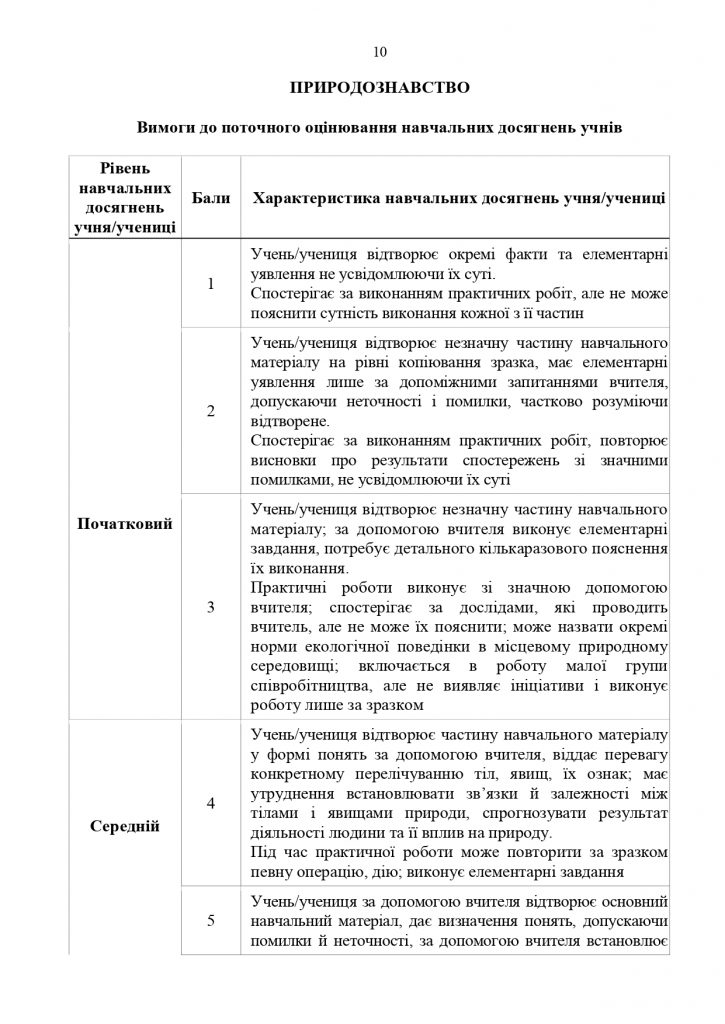 10
ПРИРОДОЗНАВСТВО
Вимоги до поточного оцінювання навчальних досягнень учнів
Рівень
навчальних
досягнень
учня/учениці
Бали
Характеристика навчальних досягнень учня/учениці
Початковий
1
Учень/учениця відтворює окремі факти та елементарні
уявлення не усвідомлюючи їх суті.
Спостерігає за виконанням практичних робіт, але не може
пояснити сутність виконання кожної з її частин
2
Учень/учениця відтворює незначну частину навчального
матеріалу на рівні копіювання зразка, має елементарні
уявлення лише за допоміжними запитаннями вчителя,
допускаючи неточності і помилки, частково розуміючи
відтворене.
Спостерігає за виконанням практичних робіт, повторює
висновки про результати спостережень зі значними
помилками, не усвідомлюючи їх суті
3
Учень/учениця відтворює незначну частину навчального
матеріалу; за допомогою вчителя виконує елементарні
завдання, потребує детального кількаразового пояснення
їх виконання.
Практичні роботи виконує зі значною допомогою
вчителя; спостерігає за дослідами, які проводить
вчитель, але не може їх пояснити; може назвати окремі
норми екологічної поведінки в місцевому природному
середовищі; включається в роботу малої групи
співробітництва, але не виявляє ініціативи і виконує
роботу лише за зразком
Середній
4
Учень/учениця відтворює частину навчального матеріалу
у формі понять за допомогою вчителя, віддає перевагу
конкретному перелічуванню тіл, явищ, їх ознак; має
утруднення встановлювати зв’язки й залежності між
тілами і явищами природи, спрогнозувати результат
діяльності людини та її вплив на природу.
Під час практичної роботи може повторити за зразком
певну операцію, дію; виконує елементарні завдання
5
Учень/учениця за допомогою вчителя відтворює основний
навчальний матеріал, дає визначення понять, допускаючи
помилки й неточності, за допомогою вчителя встановлює